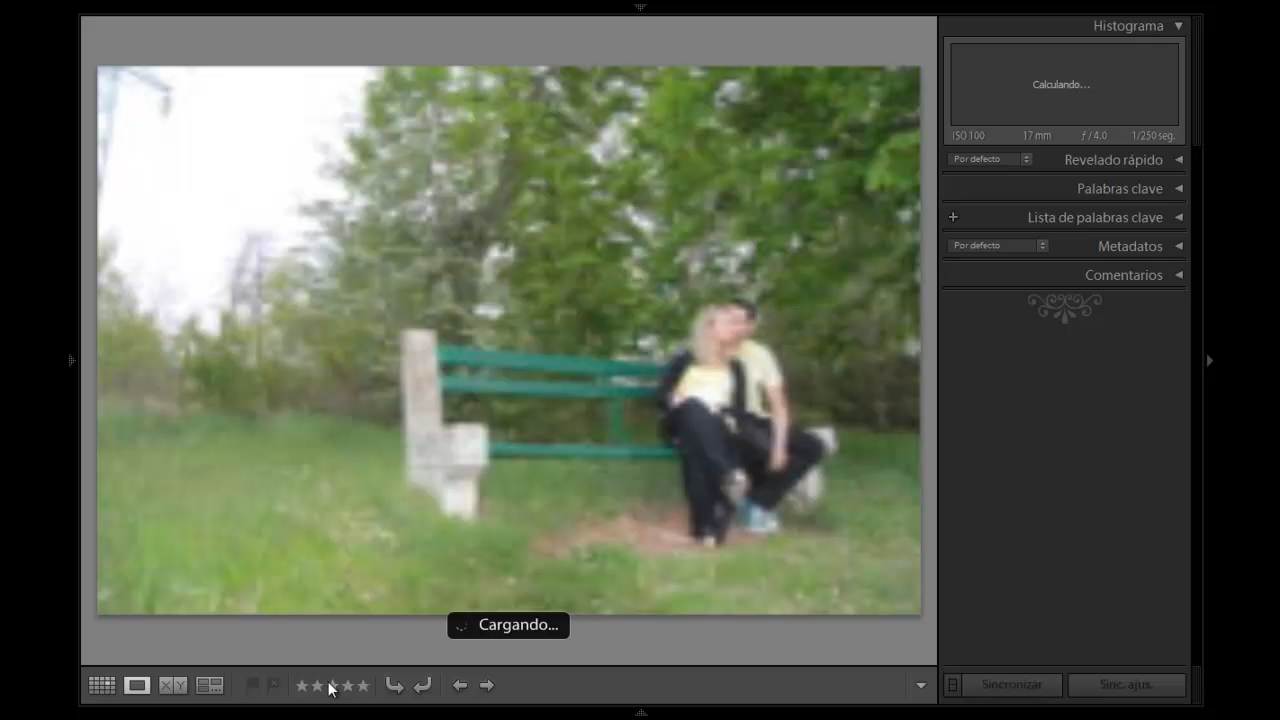 Histograma
Calculando...
ISO 100 17 mm ƒ / 4,0 1/250 seg.
Por defecto Revelado rápido
Palabras clave
+ Lista de palabras clave
Por defecto Metadatos
Comentarios
Cargando...
XY
Sincronizar Sinc. ajus.